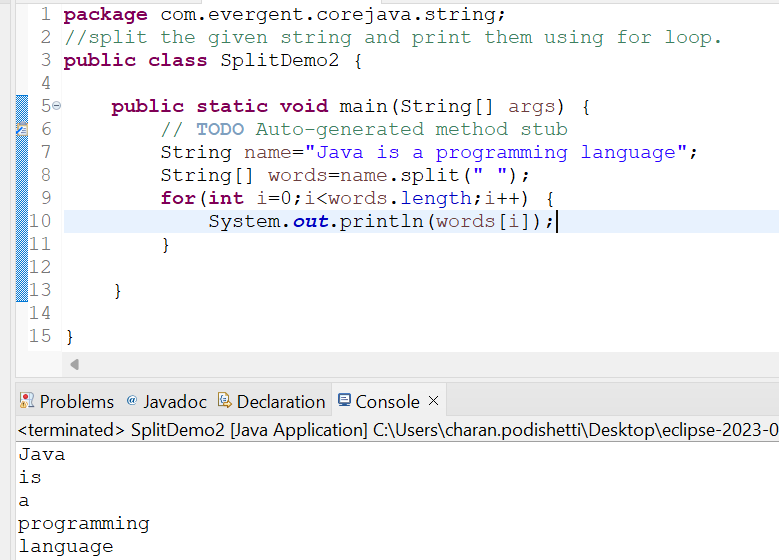 1 package com.evergent.corejava.string;
2 //split the given string and print them using for loop.
3 public class SplitDemo2 {
4
5 public static void main(String[] args) {
6 // TODO Auto-generated method stub
7 String name="Java is a programming language";
8 String[] words=name.split(" ");
9 for(int i=0;i<words.length;i++) {
10 System.out.println(words[i]);
11 }
12
13 }
14
15 }
Problems @ Javadoc Declaration Console ×
<terminated> SplitDemo2 [Java Application] C:\Users\charan.podishetti\Desktop\eclipse-2023-0
Java
is
a
programming
language